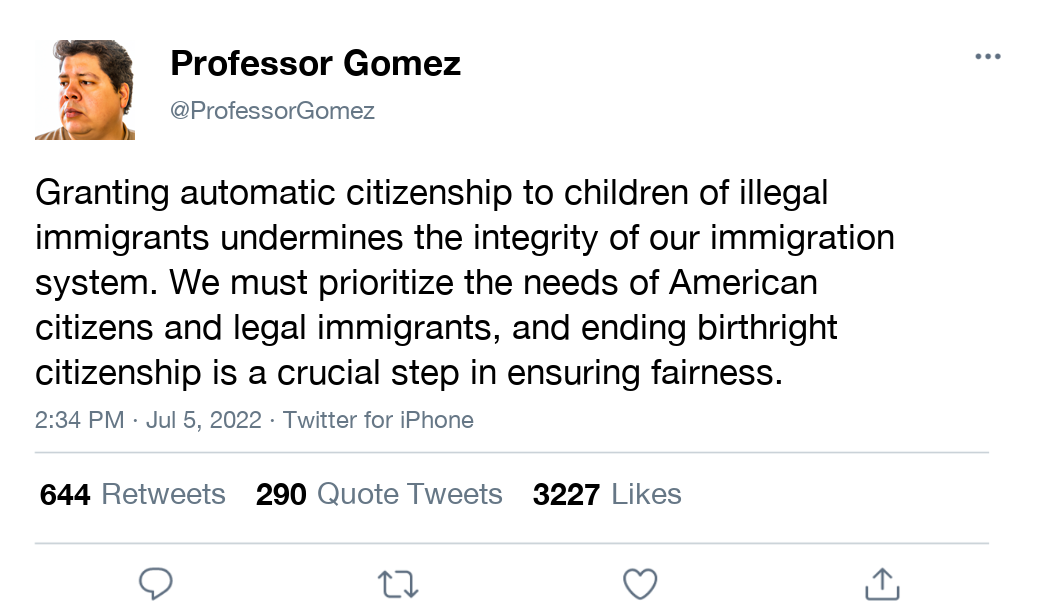 Professor Gomez
@ProfessorGomez
Granting automatic citizenship to children of illegal
immigrants undermines the integrity of our immigration
system. We must prioritize the needs of American
citizens and legal immigrants, and ending birthright
citizenship is a crucial step in ensuring fairness.
2:34 PM · Jul 5, 2022 · Twitter for iPhone
644 Retweets 290 Quote Tweets 3227 Likes